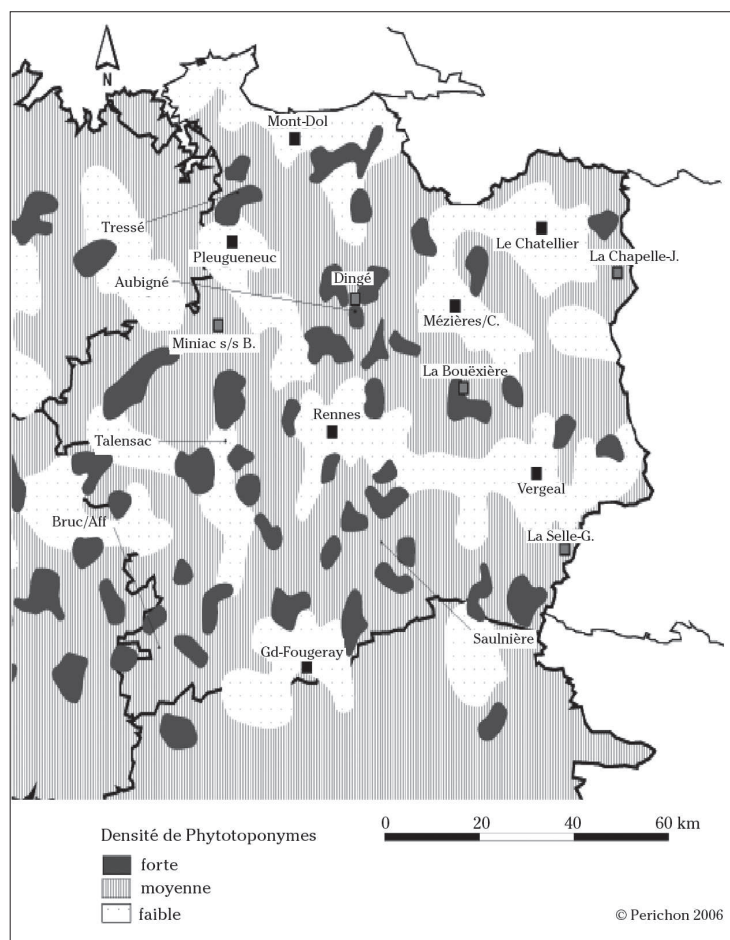 N
Mont-Dol
Tressé
Le Chatellier
La Chapelle-J.
Pleugueneuc
Aubigné
Dingé
Mézières/C.
Miniac s/s B.
La Bouëxière
Rennes
Talensac
Vergeal
Bruc/Aff
La Selle-G.
Saulnière
Gd-Fougeray
Densité de Phytotoponymes
forte
moyenne
faible
0 20 40 60 km
© Perichon 2006